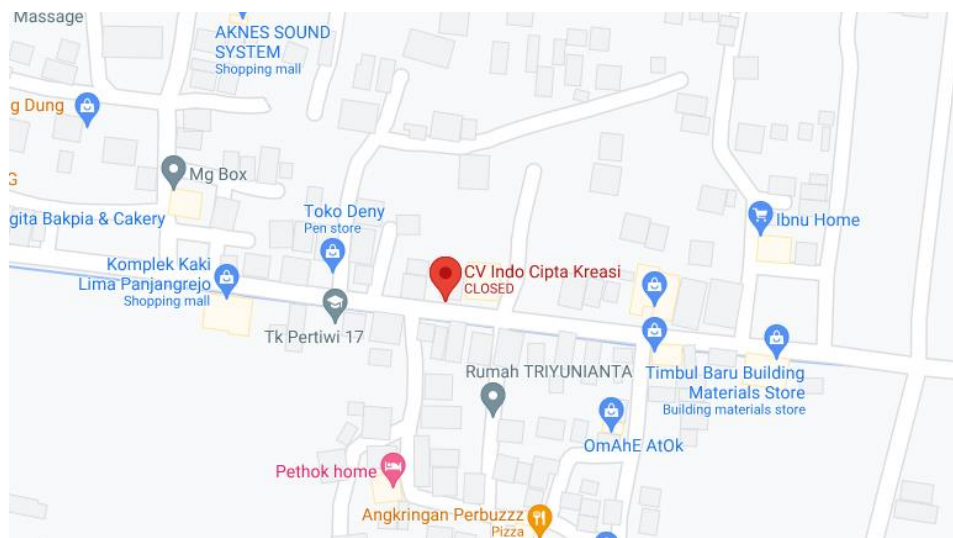 Massage
AKNES SOUND
SYSTEM
Shopping mall
g Dung
G
Mg Box
gita Bakpia & Cakery
Toko Deny
Pen store
Ibnu Home
Komplek Kaki
Lima Panjangrejo
Shopping mall
CV Indo Cipta Kreasi
CLOSED
Tk Pertiwi 17
Rumah TRIYUNIANTA
Timbul Baru Building
Materials Store
Building materials store
OmAhE AtOk
Pethok home
Angkringan Perbuzzz
Pizza